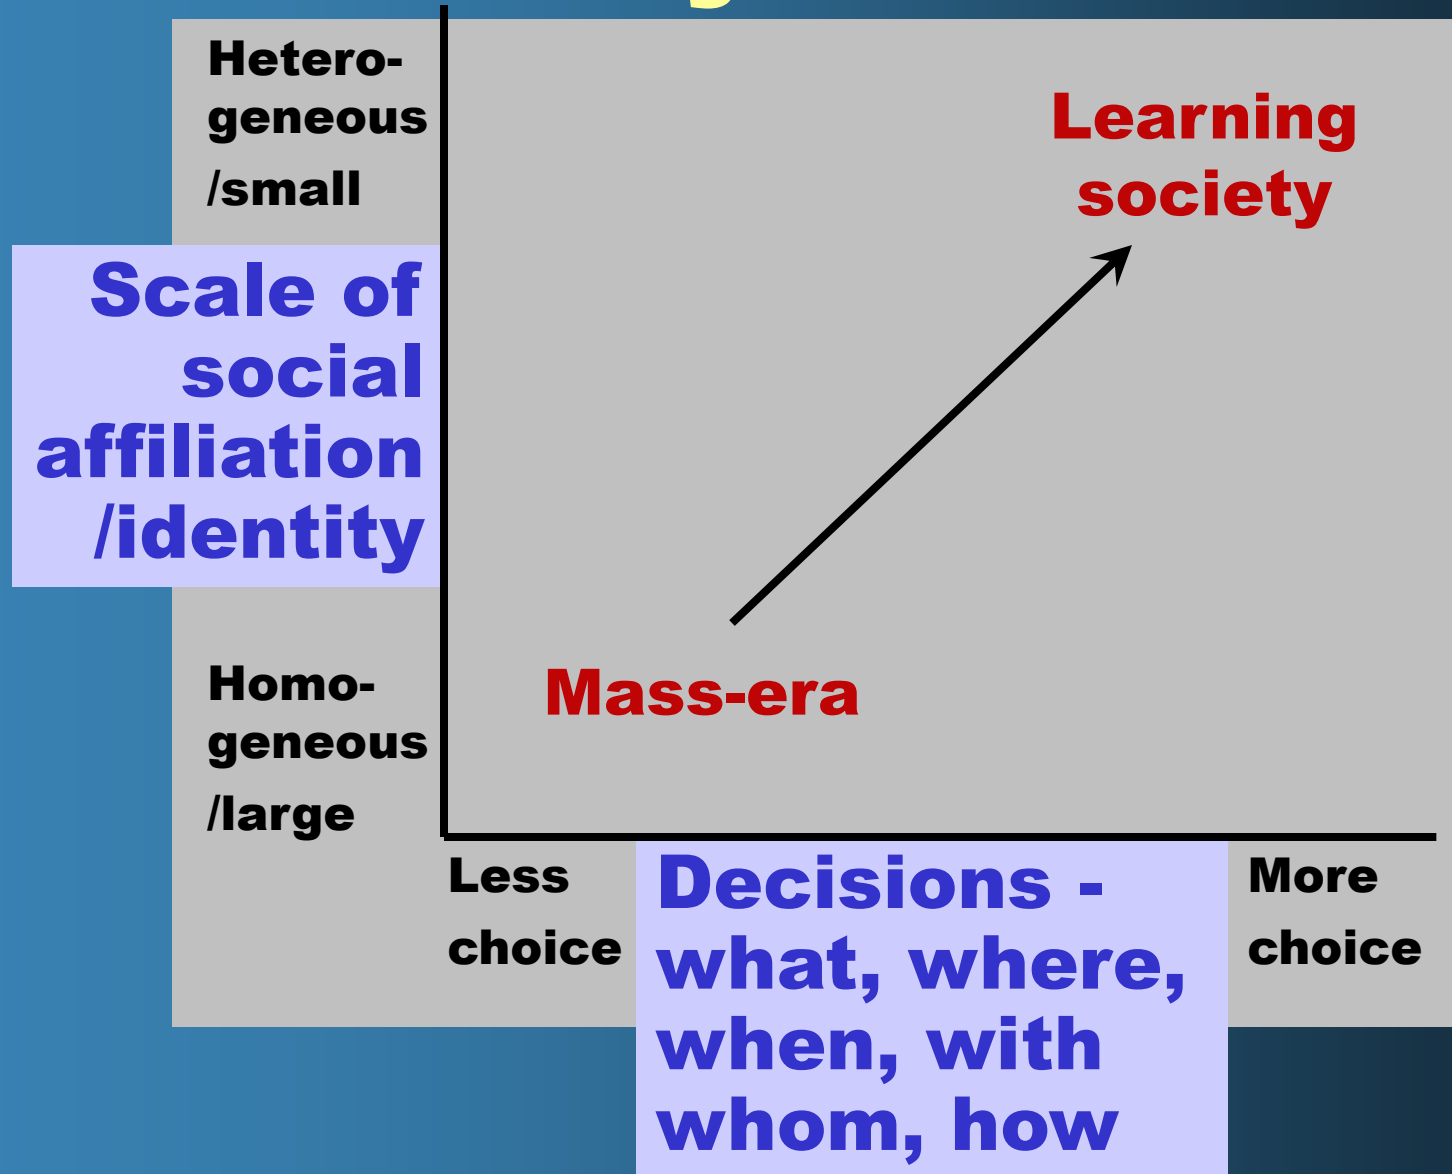 Hetero-
geneous
/small
Learning
society
Scale of
social
affiliation
/identity
Homo-
geneous
/large
Mass-era
Less
choice
Decisions -
what, where,
when, with
whom, how
More
choice